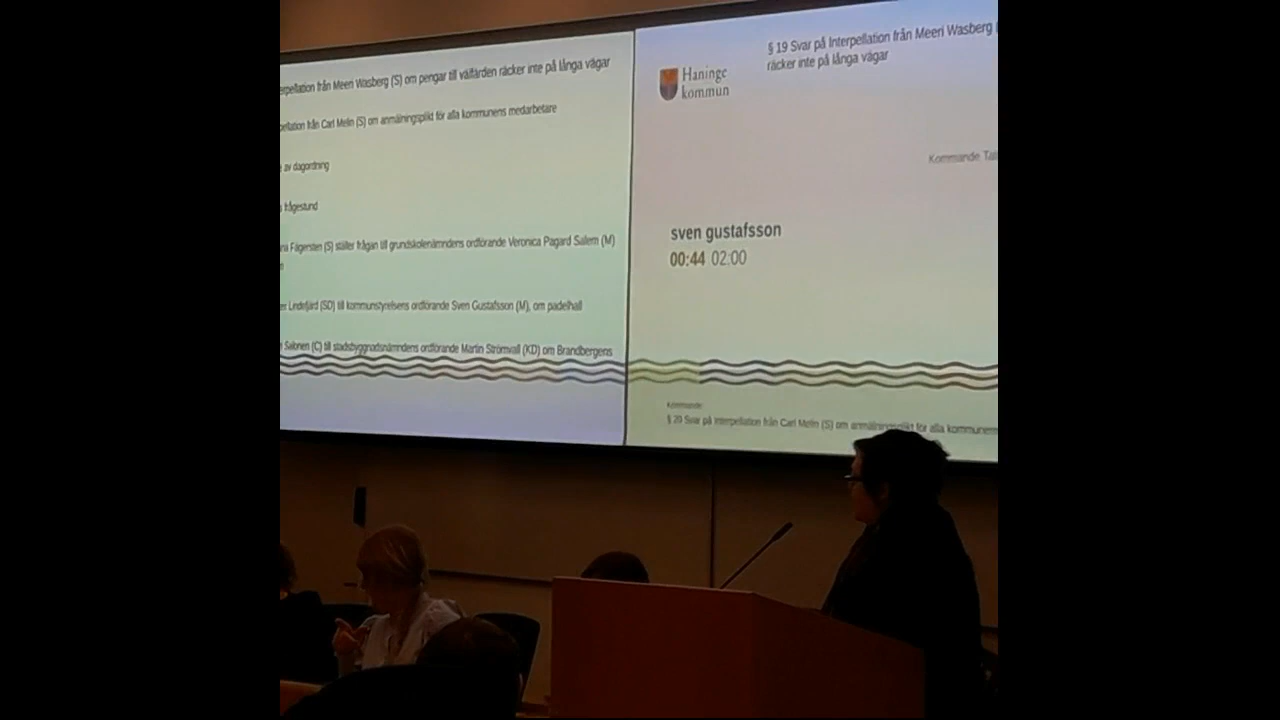 från Meeri Wasberg (S) om pengar till välfärden räcker inte på långa vägar
från Carl Melin (S) om anmälningsplikt för alla kommunens medarbetare
av dagordning
frågestund
Fagersten (S) ställer frågan till grundskolenämndens ordförande Veronica Pagard Salem (M)
(SD) till kommunstyrelsens ordförande Sven Gustafsson (M), om padelhall
(C) till stadsbyggnadsnämndens ordförande Martin Strömvall (KD) om Brandbergens
§ 19 Svar på Interpellation från Meeri Wasberg
räcker inte på långa vägar
Haninge
kommun
Kommande
sven gustafsson
00:44 02:00
Kommande:
§ 20 Svar på Interpellation från Carl Melin (S) om anmälningsplikt för alla